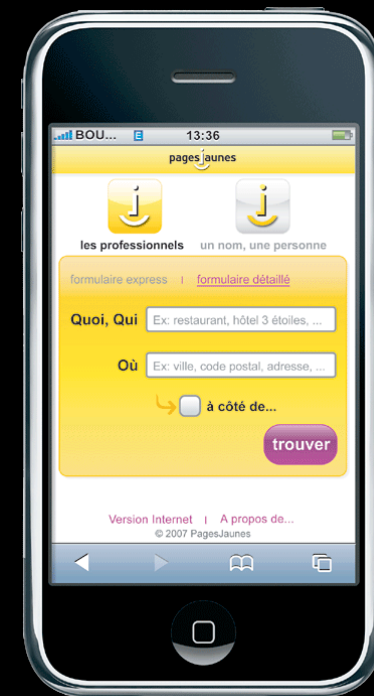 BOU... E 13:36
pagesjaunes
les professionnels un nom, une personne
formulaire express | formulaire détaillé
Quoi, Qui Ex: restaurant, hôtel 3 étoiles, ...
Où Ex: ville, code postal, adresse, ...
à côté de...
trouver
Version Internet | A propos de...
© 2007 PagesJaunes